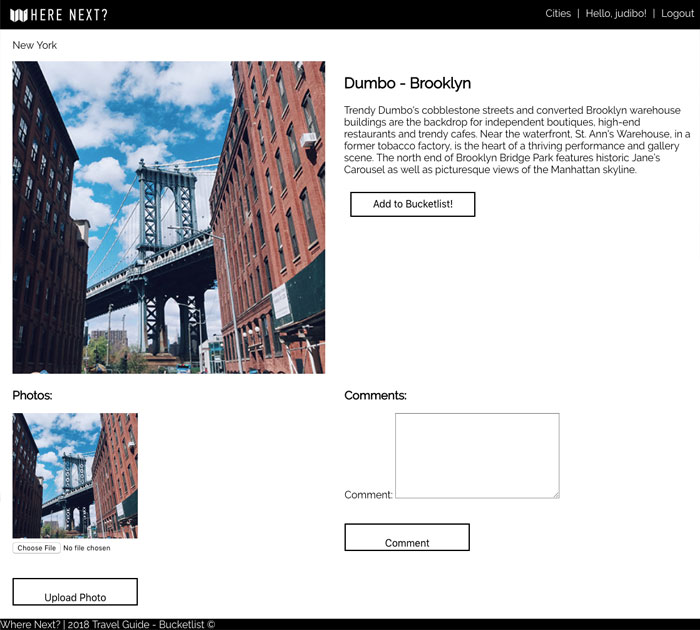 WHERE NEXT?
Cities | Hello, judibo! | Logout
New York
Dumbo - Brooklyn
Trendy Dumbo's cobblestone streets and converted Brooklyn warehouse
buildings are the backdrop for independent boutiques, high-end
restaurants and trendy cafes. Near the waterfront, St. Ann's Warehouse, in a
former tobacco factory, is the heart of a thriving performance and gallery
scene. The north end of Brooklyn Bridge Park features historic Jane's
Carousel as well as picturesque views of the Manhattan skyline.
Add to Bucketlist!
Photos:
Choose File No file chosen
Upload Photo
Comments:
Comment:
Comment
Where Next? | 2018 Travel Guide - Bucketlist ©